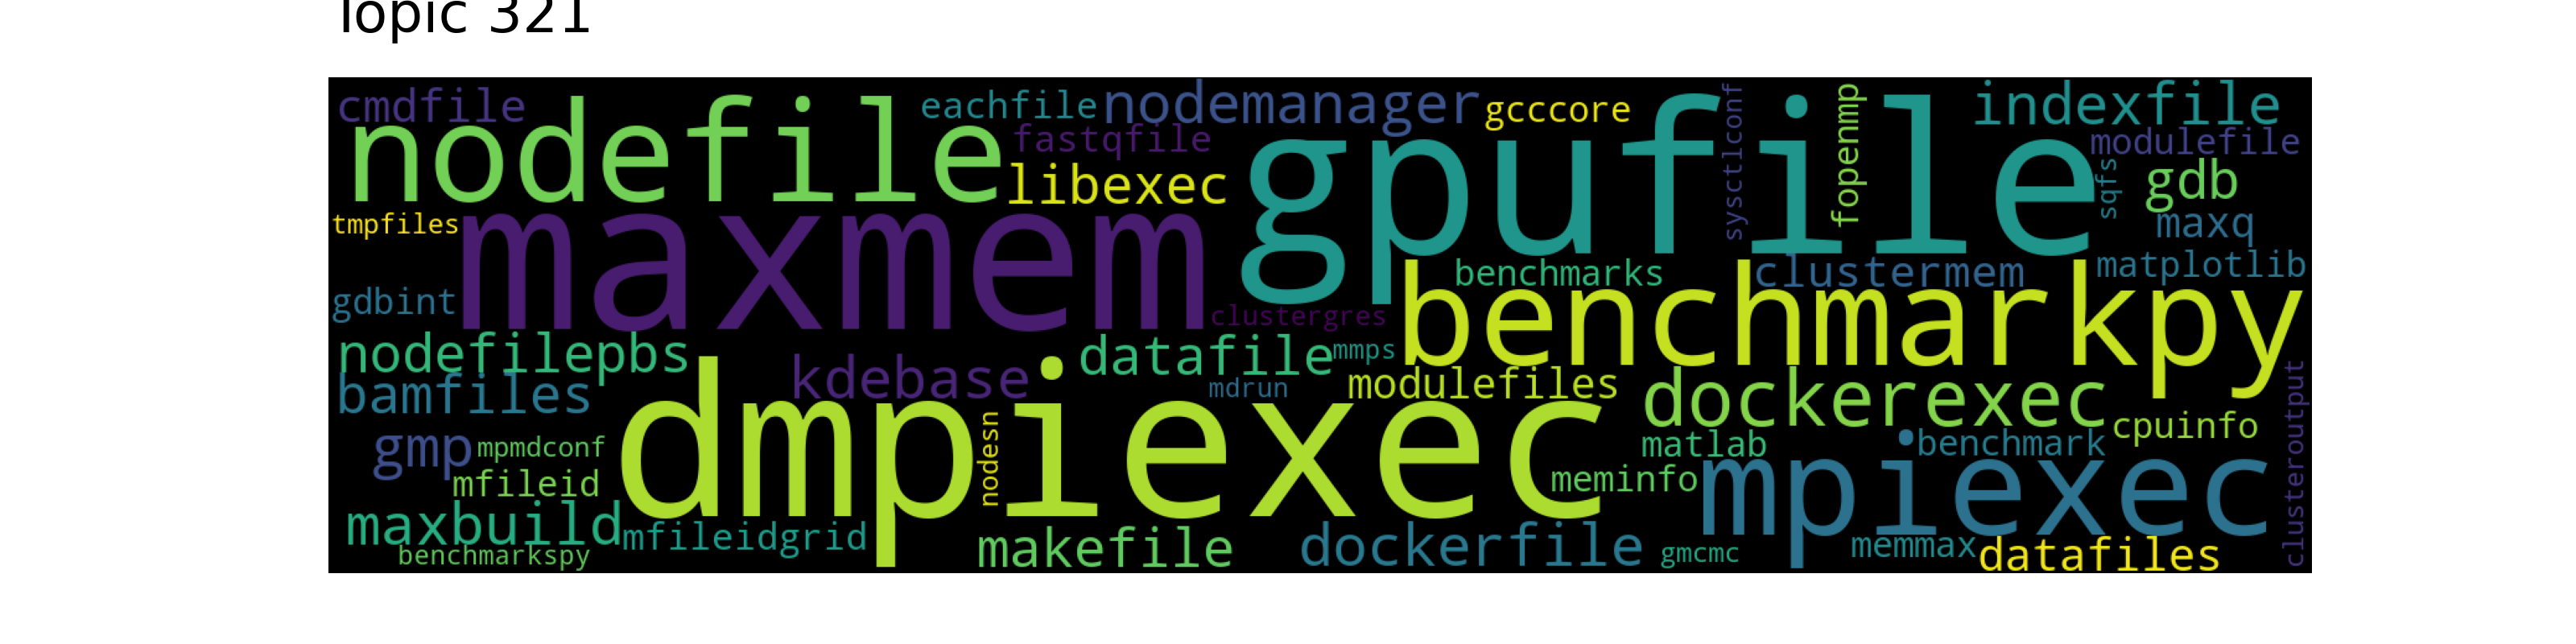 Topic 321
cmdfile
nodefile
eachfile
nodemanager
gcccore
sysctlconf
fopenmp
indexfile
fastqfile
gpufile
modulefile
libexec
sqfs
gdb
tmpfiles
maxmem
maxq
benchmarks
clustermem
matplotlib
gdbint
clustergres
benchmarkpy
nodefilepbs
kdebase
datafile
mmps
bamfiles
mdrun
modulefiles
dockerexec
clusteroutput
gmp
mpmdconf
dmpiexec
nodesn
matlab
benchmark
cpuinfo
mfileid
meminfo
mpiexec
maxbuild
mfileidgrid
makefile
dockerfile
gmcmc
memmax
datafiles
benchmarkspy